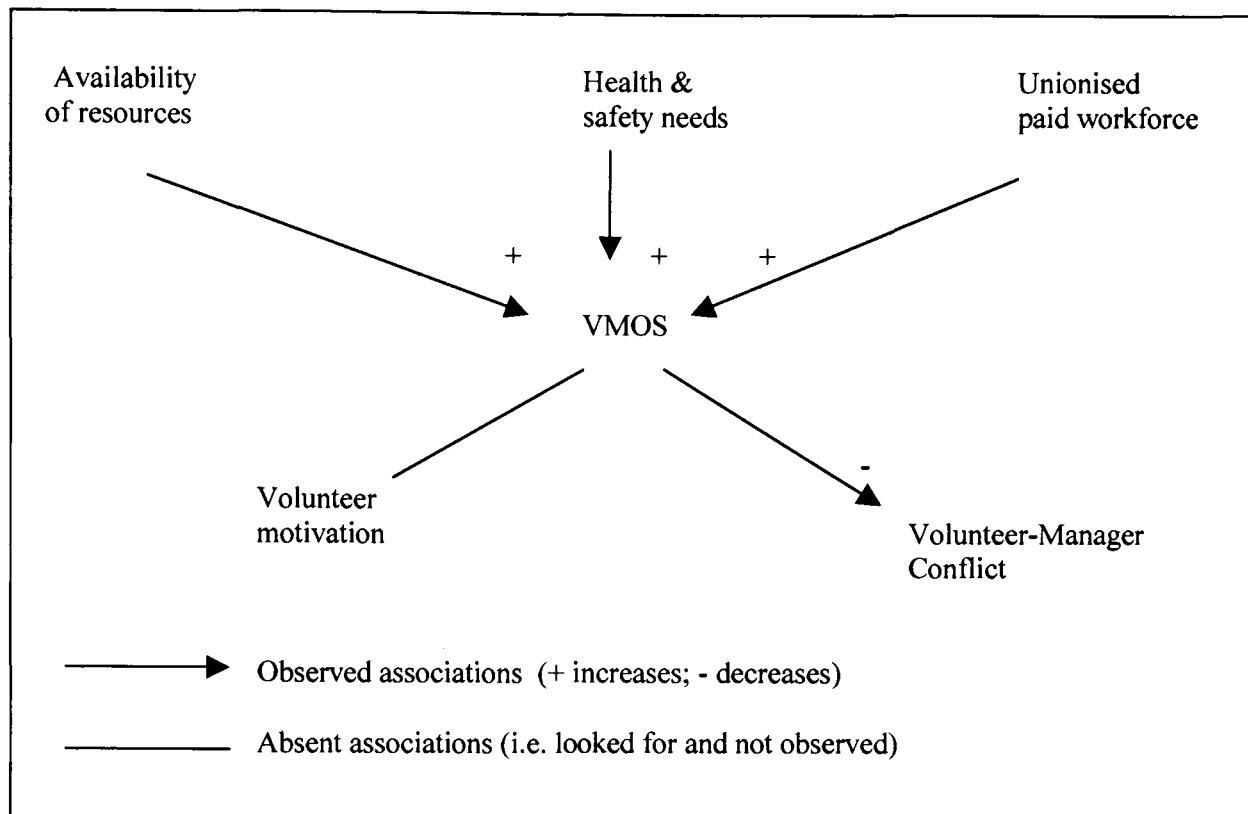 Availability
of resources
Health &
safety needs
Unionised
paid workforce
+ + +
VMOS
-
Volunteer
motivation
Volunteer-Manager
Conflict
Observed associations (+ increases; - decreases)
Absent associations (i.e. looked for and not observed)